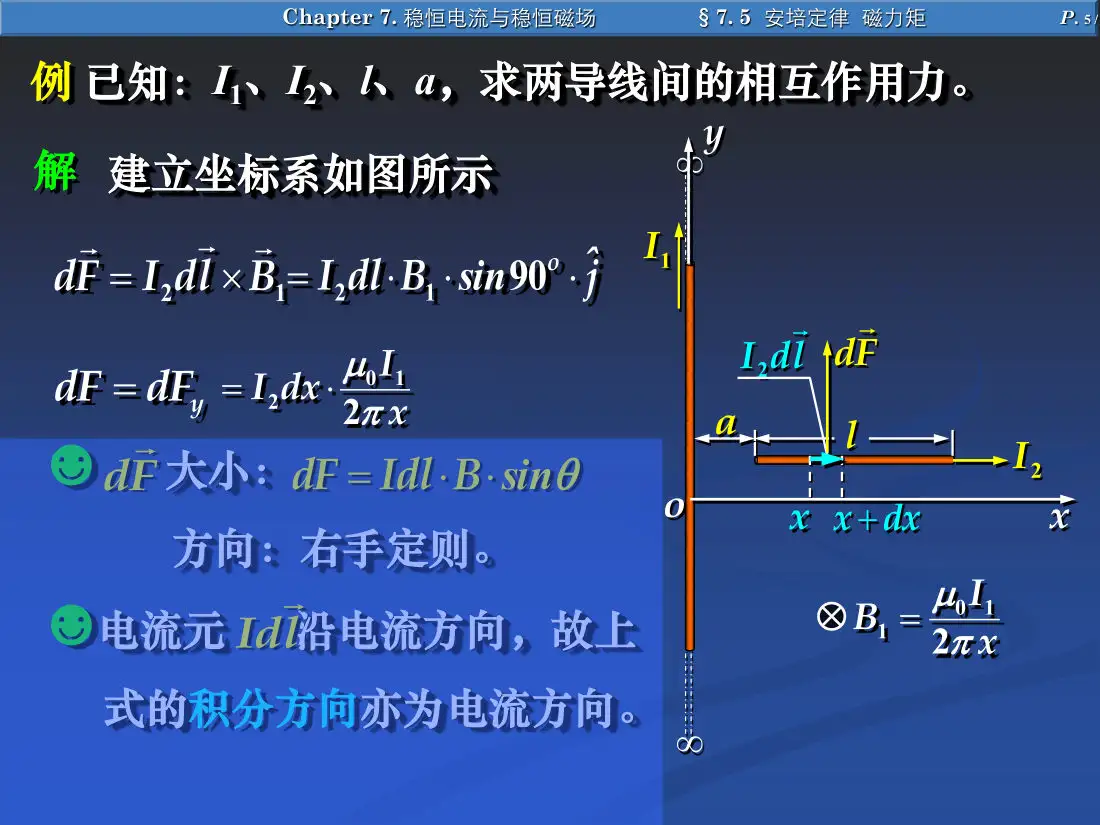 Chapter 7. 稳恒电流与稳恒磁场 §7. 5 安培定律 磁力矩 P. 5 /
例 已知：I₁、I₂、l、a，求两导线间的相互作用力。
解 建立坐标系如图所示
dF⃗ = I₂dl⃗ × B⃗₁ = I₂dl · B₁ · sin90° · ĵ
dF = dF_y = I₂dx · μ₀I₁ / 2π x
dF⃗ 大小：dF = Idl · B · sinθ
方向：右手定则。
电流元 Idl⃗ 沿电流方向，故上
式的积分方向亦为电流方向。
y
∞
I₁
I₂dl⃗ dF⃗
a l
I₂
o x x + dx x
⊗ B₁ = μ₀I₁ / 2π x
∞